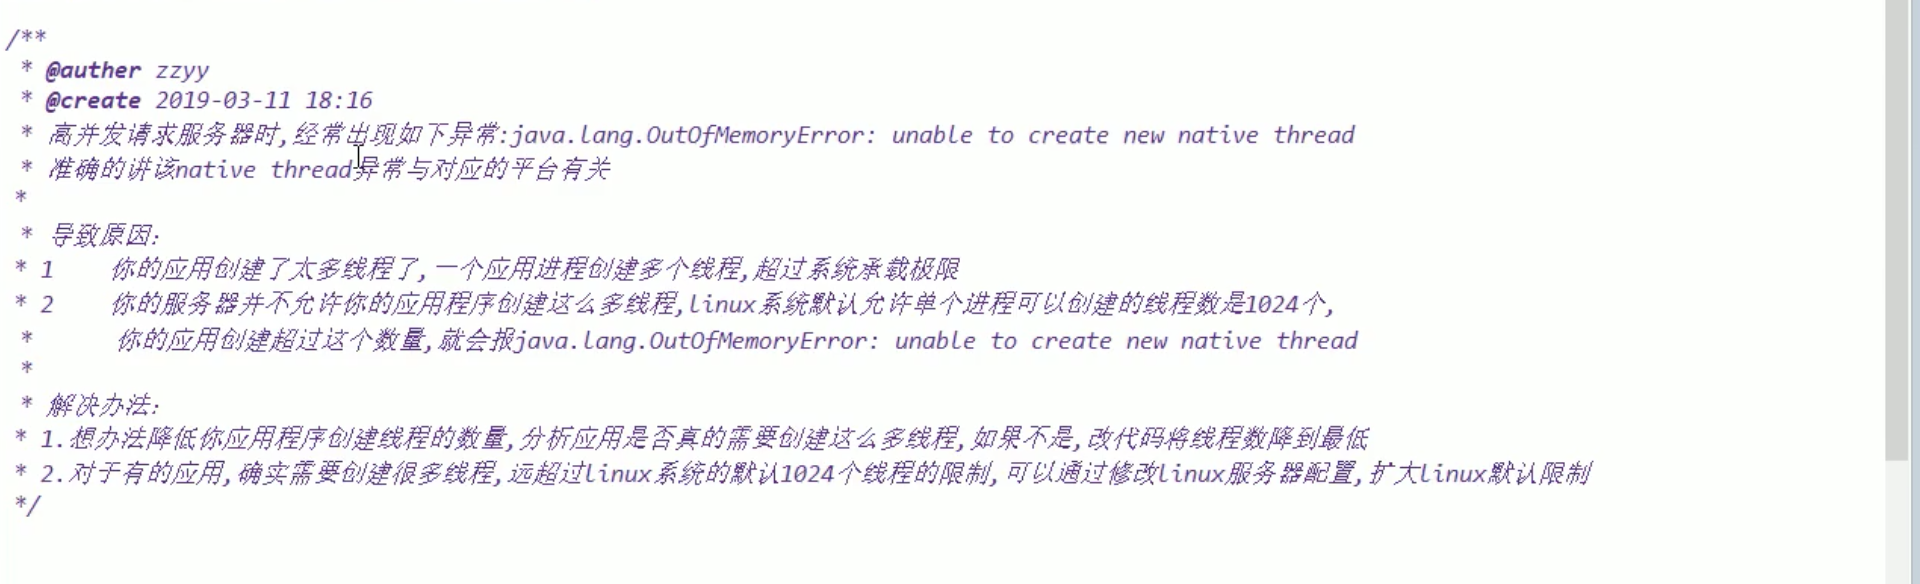 /**
* @auther zzyy
* @create 2019-03-11 18:16
* 高并发请求服务器时,经常出现如下异常:java.lang.OutOfMemoryError: unable to create new native thread
* 准确的讲该native thread异常与对应的平台有关
*
* 导致原因:
* 1 你的应用创建了太多线程了,一个应用进程创建多个线程,超过系统承载极限
* 2 你的服务器并不允许你的应用程序创建这么多线程,linux系统默认允许单个进程可以创建的线程数是1024个,
* 你的应用创建超过这个数量,就会报java.lang.OutOfMemoryError: unable to create new native thread
*
* 解决办法:
* 1.想办法降低你应用程序创建线程的数量,分析应用是否真的需要创建这么多线程,如果不是,改代码将线程数降到最低
* 2.对于有的应用,确实需要创建很多线程,远超过linux系统的默认1024个线程的限制,可以通过修改linux服务器配置,扩大linux默认限制
*/